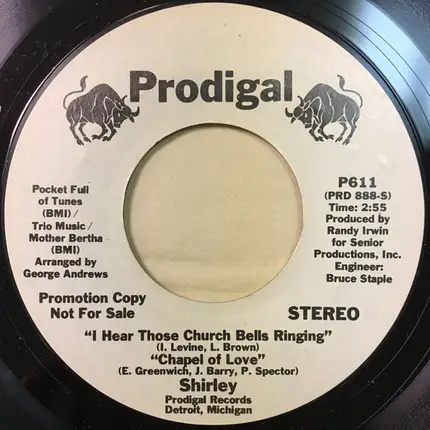 Prodigal
Pocket Full
of Tunes
(BMI) /
Trio Music/
Mother Bertha
(BMI)
Arranged by
George Andrews
P611
(PRD 888-S)
Time: 2:55
Produced by
Randy Irwin
for Senior
Productions, Inc.
Engineer:
Bruce Staple
Promotion Copy
Not For Sale
STEREO
“I Hear Those Church Bells Ringing”
(I. Levine, L. Brown)
“Chapel of Love”
(E. Greenwich, J. Barry, P. Spector)
Shirley
Prodigal Records
Detroit, Michigan